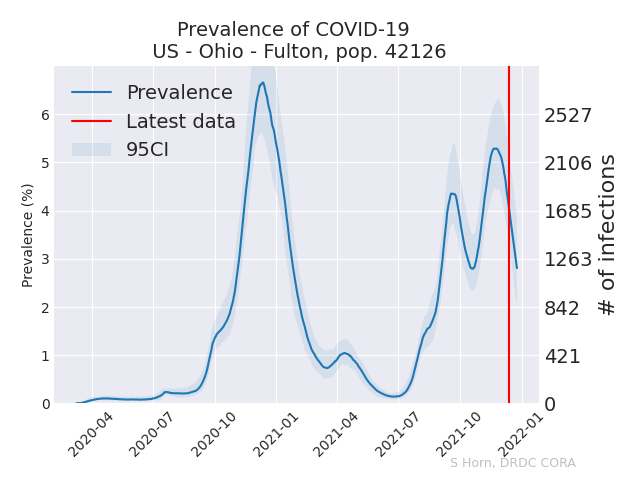 Prevalence of COVID-19
US - Ohio - Fulton, pop. 42126
Prevalence
Latest data
95CI
Prevalence (%)
6
5
4
3
2
1
0
2527
2106
1685
1263
842
421
0
# of infections
2020-04
2020-07
2020-10
2021-01
2021-04
2021-07
2021-10
2022-01
S Horn, DRDC CORA